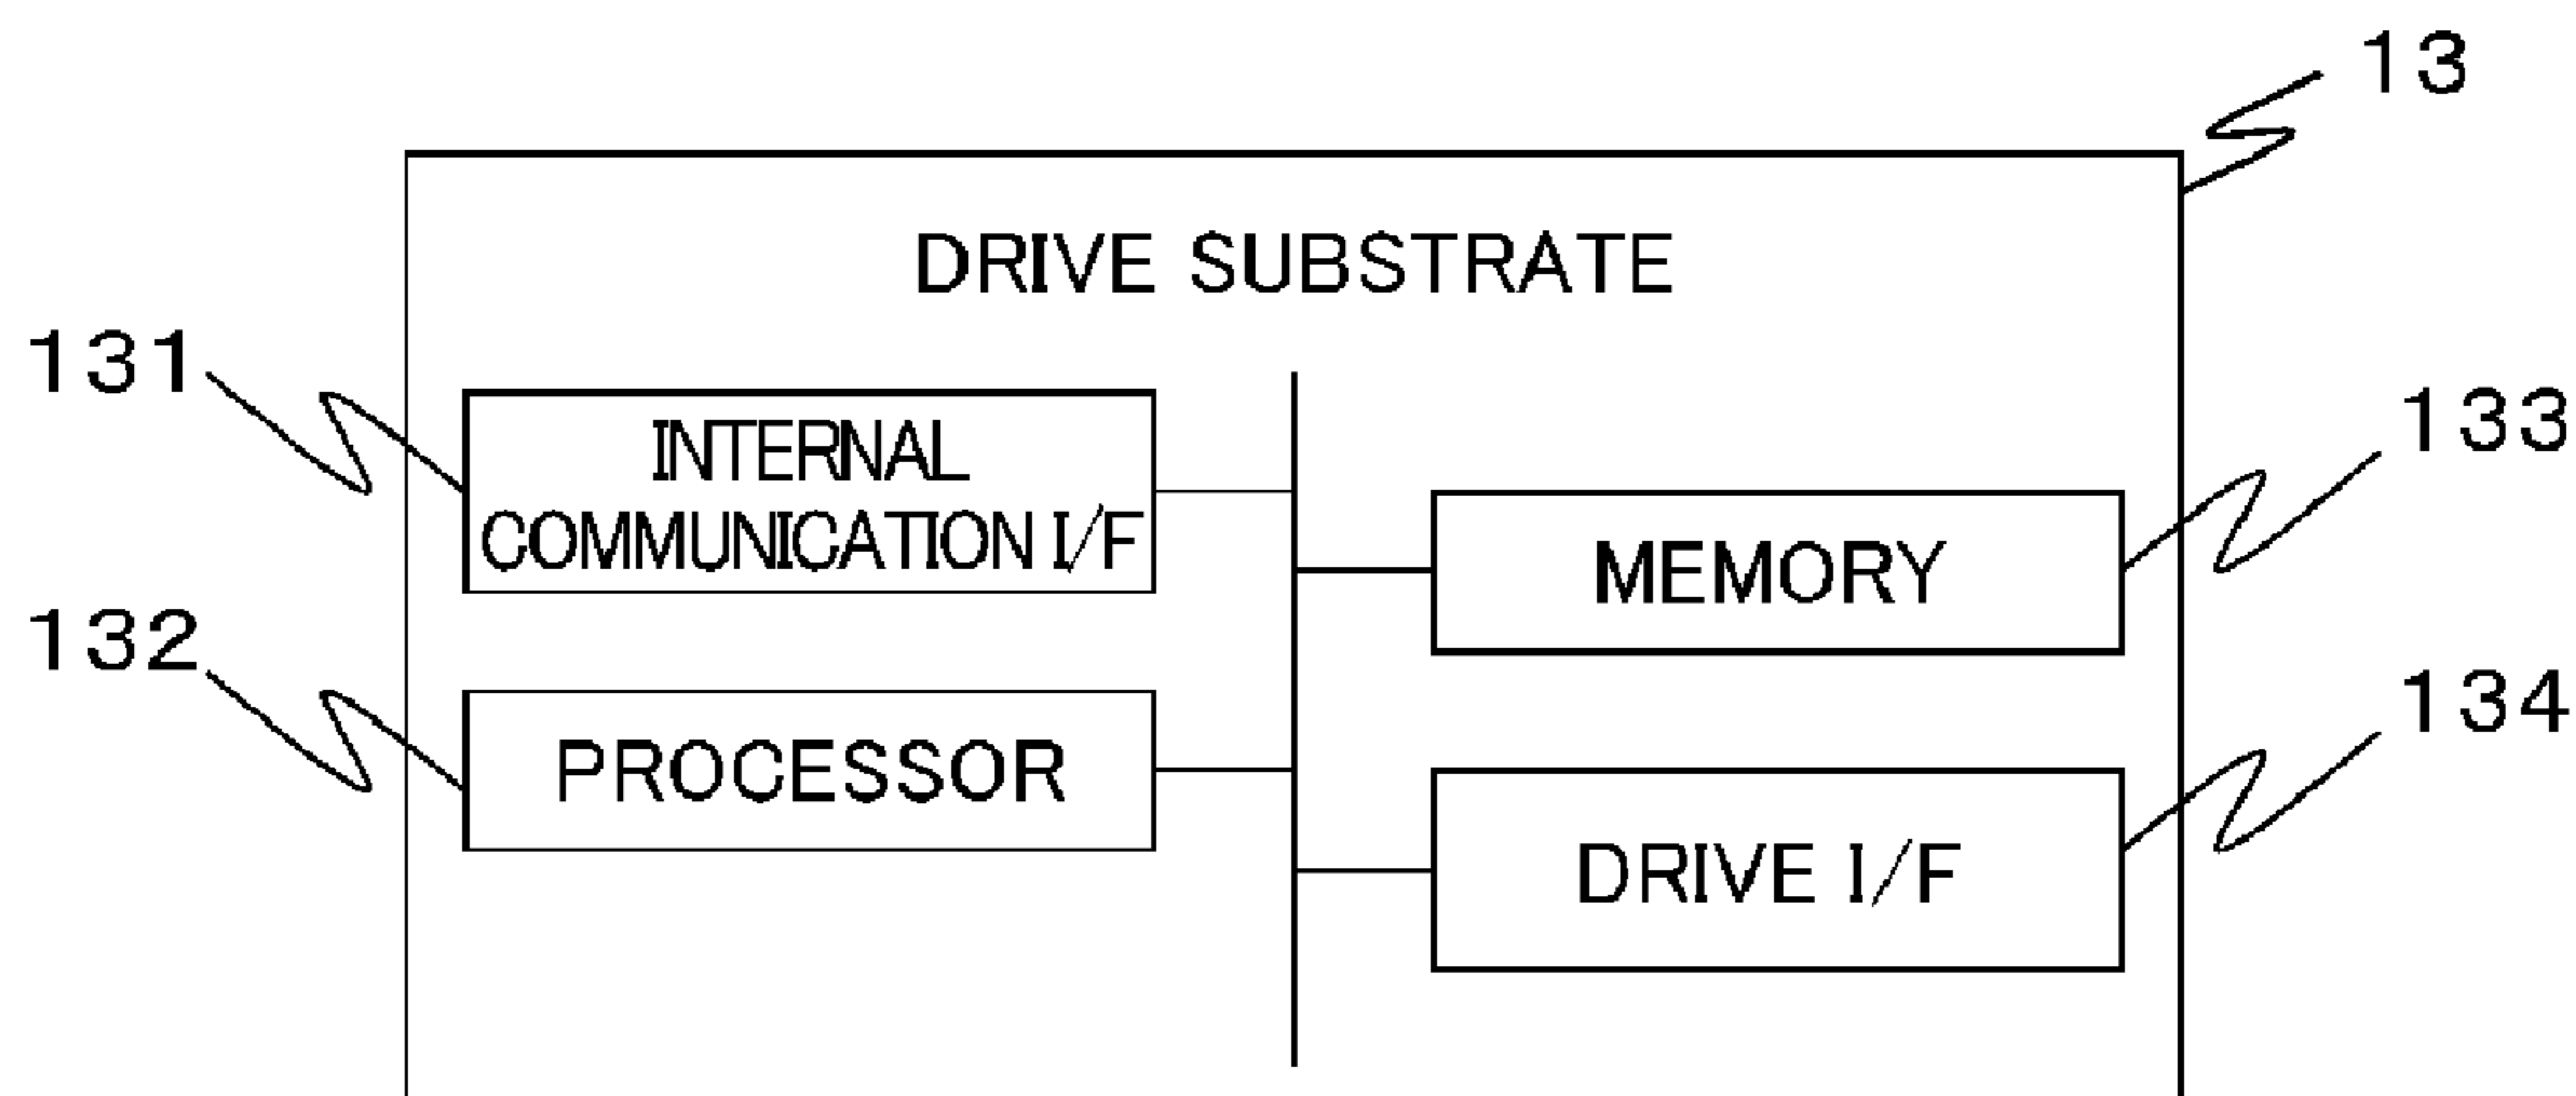 13
DRIVE SUBSTRATE
131
INTERNAL
COMMUNICATION I/F
133
MEMORY
132
PROCESSOR
134
DRIVE I/F